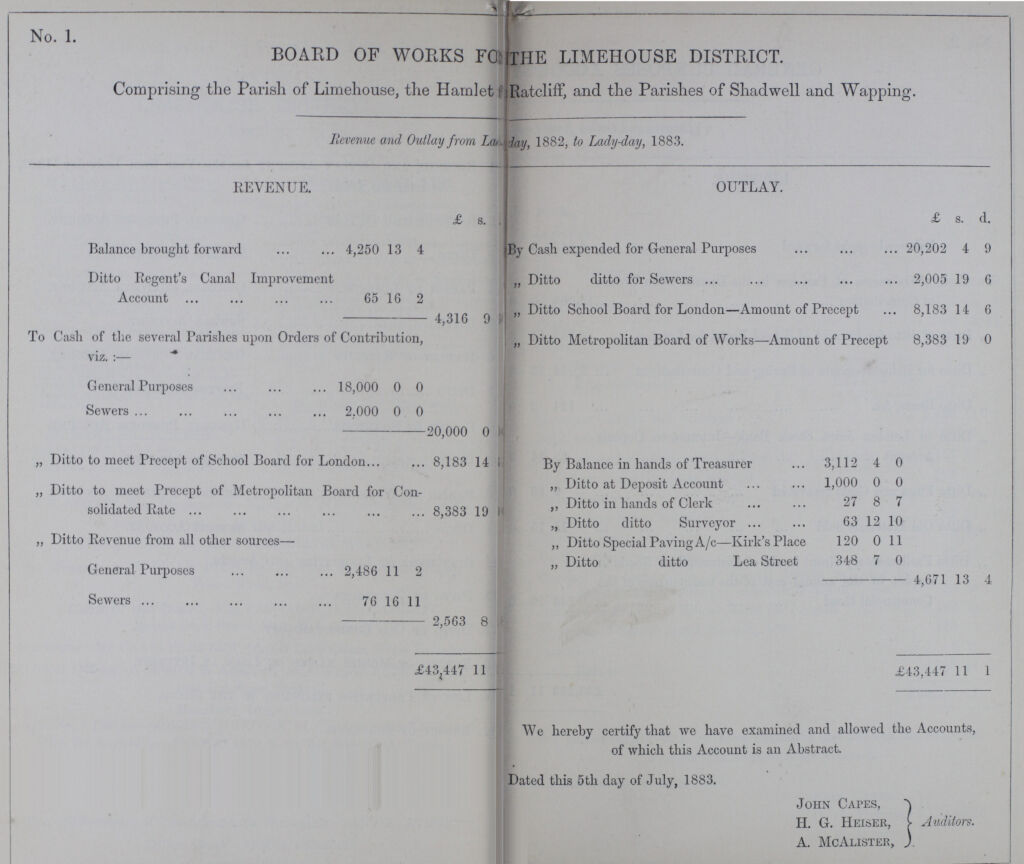 No. 1.
BOARD OF WORKS FO THE LIMEHOUSE DISTRICT.
Comprising the Parish of Limehouse, the Hamlet Ratcliff, and the Parishes of Shadwell and Wapping.
Revenue and Outlay from La day, 1882, to Lady-day, 1883.
REVENUE.
£ s.
Balance brought forward ... ... 4,250 13 4
Ditto Regent's Canal Improvement
Account ... ... ... ... 65 16 2
4,316 9
To Cash of the several Parishes upon Orders of Contribution,
viz. :—
General Purposes ... ... ... 18,000 0 0
Sewers ... ... ... ... ... 2,000 0 0
20,000 0
„ Ditto to meet Precept of School Board for London... ... 8,183 14
„ Ditto to meet Precept of Metropolitan Board for Con-
solidated Rate ... ... ... ... ... ... 8,383 19
„ Ditto Revenue from all other sources—
General Purposes ... ... ... 2,486 11 2
Sewers ... ... ... ... ... 76 16 11
2,563 8
£43,447 11
OUTLAY.
£ s. d.
By Cash expended for General Purposes ... ... ... 20,202 4 9
„ Ditto ditto for Sewers ... ... ... ... ... 2,005 19 6
„ Ditto School Board for London—Amount of Precept ... 8,183 14 6
„ Ditto Metropolitan Board of Works—Amount of Precept 8,383 19 0
By Balance in hands of Treasurer ... 3,112 4 0
„ Ditto at Deposit Account ... ... 1,000 0 0
„ Ditto in hands of Clerk ... ... 27 8 7
„ Ditto ditto Surveyor ... ... 63 12 10
„ Ditto Special Paving A/c—Kirk's Place 120 0 11
„ Ditto ditto Lea Street 348 7 0
4,671 13 4
£43,447 11 1
We hereby certify that we have examined and allowed the Accounts,
of which this Account is an Abstract.
Dated this 5th day of July, 1883.
JOHN CAPES,
H. G. HEISER, } Auditors.
A. MCALISTER,